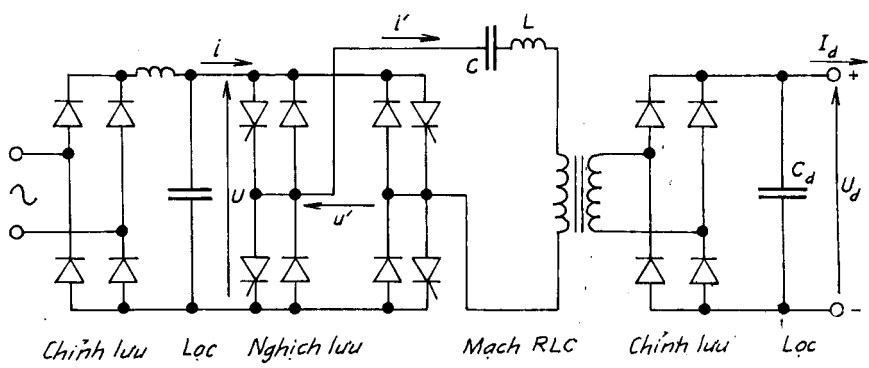 i
i'
L
C
I_d
+
U
u'
C_d
U_d
−
Chỉnh lưu
Lọc
Nghịch lưu
Mạch RLC
Chỉnh lưu
Lọc